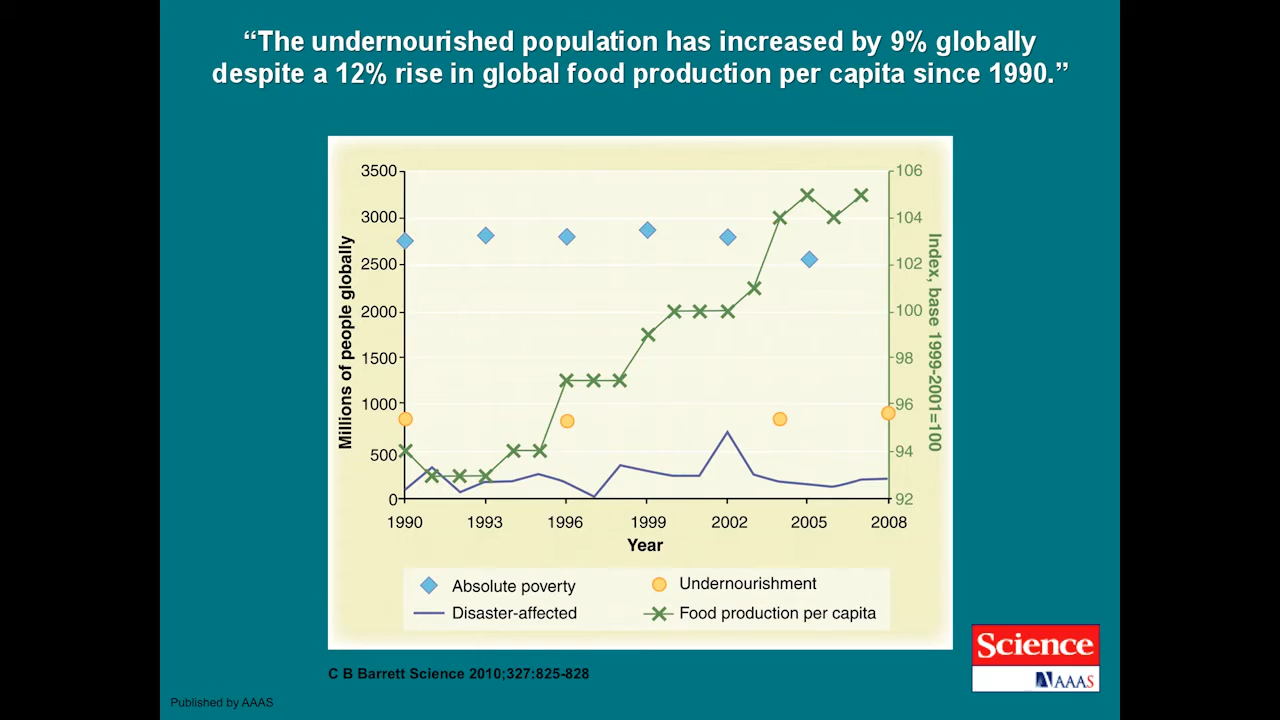 “The undernourished population has increased by 9% globally
despite a 12% rise in global food production per capita since 1990.”
3500
3000
2500
2000
1500
1000
500
0
Millions of people globally
106
104
102
100
98
96
94
92
Index, base 1999-2001=100
1990 1993 1996 1999 2002 2005 2008
Year
Absolute poverty
Undernourishment
Disaster-affected
Food production per capita
C B Barrett Science 2010;327:825-828
Science
AAAS
Published by AAAS